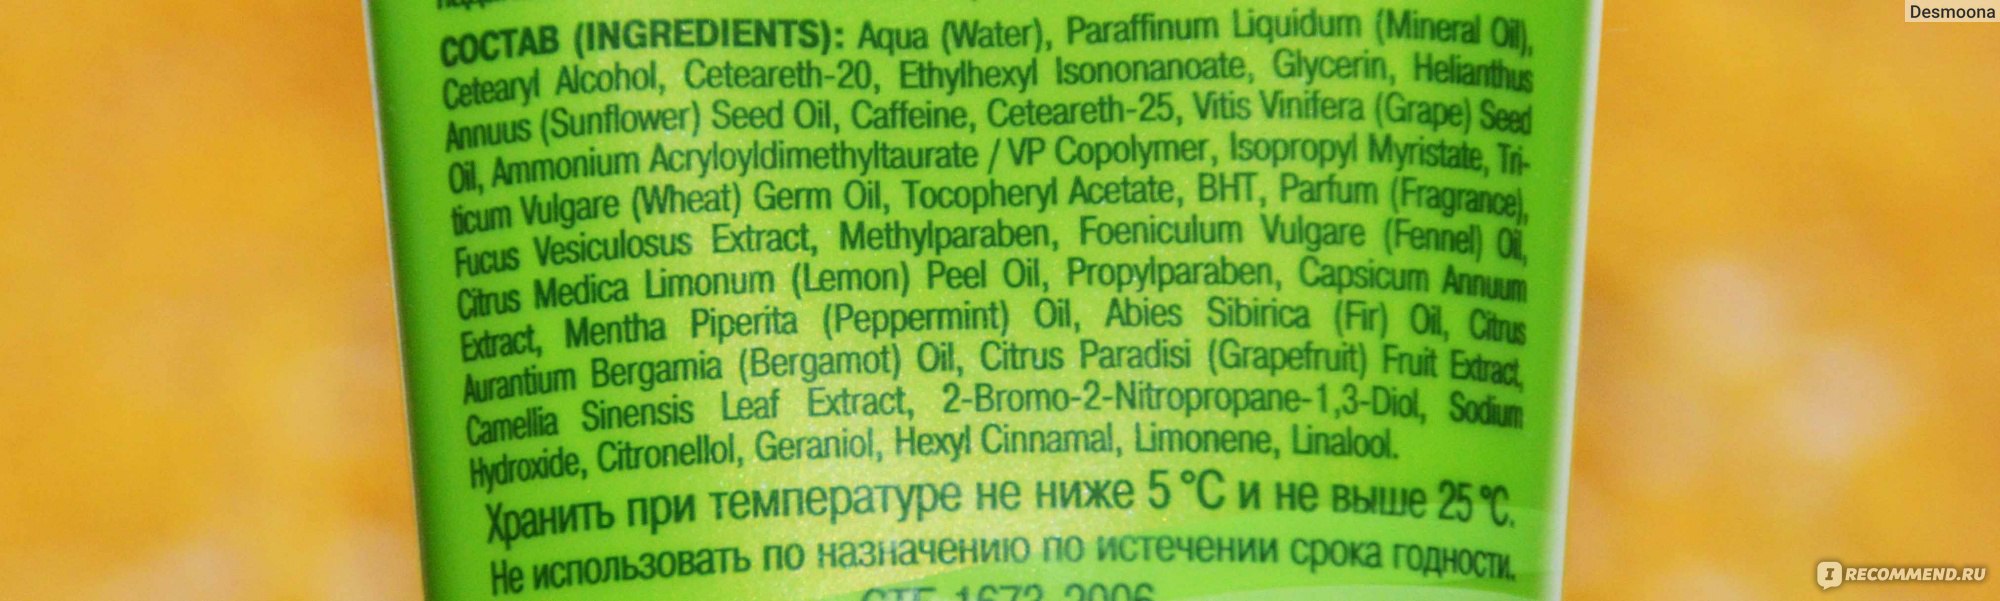 Desmoona
СОСТАВ (INGREDIENTS): Aqua (Water), Paraffinum Liquidum (Mineral Oil),
Cetearyl Alcohol, Ceteareth-20, Ethylhexyl Isononanoate, Glycerin, Helianthus
Annuus (Sunflower) Seed Oil, Caffeine, Ceteareth-25, Vitis Vinifera (Grape) Seed
Oil, Ammonium Acryloyldimethyltaurate / VP Copolymer, Isopropyl Myristate, Tri-
ticum Vulgare (Wheat) Germ Oil, Tocopheryl Acetate, BHT, Parfum (Fragrance),
Fucus Vesiculosus Extract, Methylparaben, Foeniculum Vulgare (Fennel) Oil,
Citrus Medica Limonum (Lemon) Peel Oil, Propylparaben, Capsicum Annuum
Extract, Mentha Piperita (Peppermint) Oil, Abies Sibirica (Fir) Oil, Citrus
Aurantium Bergamia (Bergamot) Oil, Citrus Paradisi (Grapefruit) Fruit Extract,
Camellia Sinensis Leaf Extract, 2-Bromo-2-Nitropropane-1,3-Diol, Sodium
Hydroxide, Citronellol, Geraniol, Hexyl Cinnamal, Limonene, Linalool.
Хранить при температуре не ниже 5 °C и не выше 25 °C.
Не использовать по назначению по истечении срока годности.
I RECOMMEND.RU